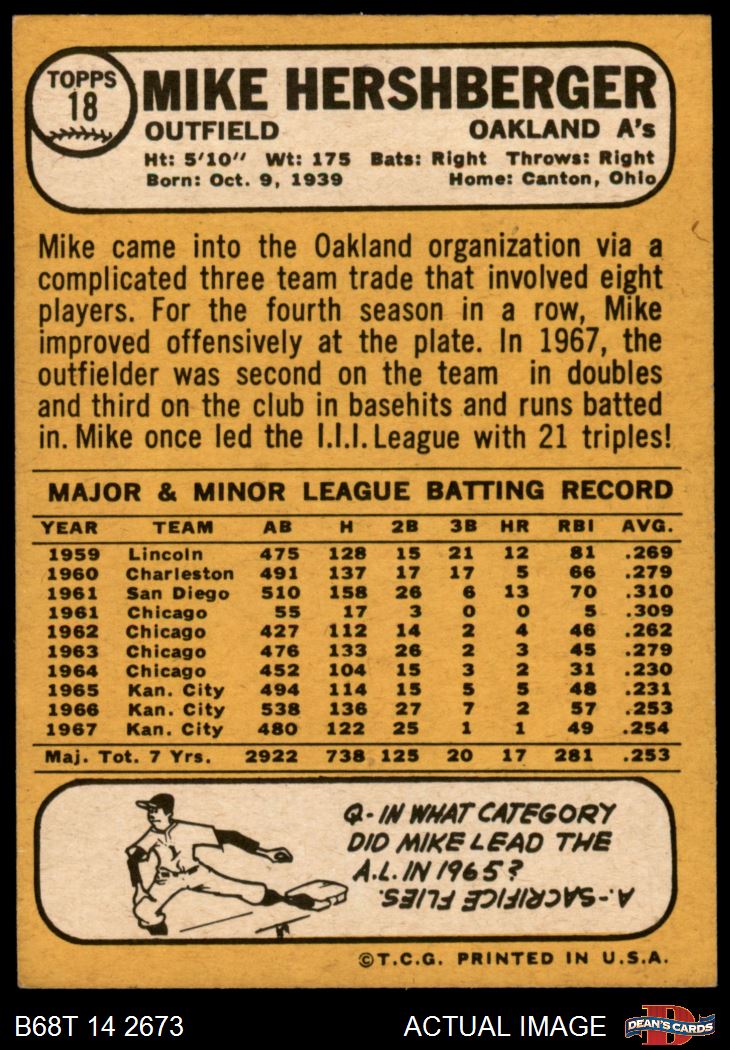 TOPPS
18
MIKE HERSHBERGER
OUTFIELD OAKLAND A's
Ht: 5'10" Wt: 175 Bats: Right Throws: Right
Born: Oct. 9, 1939 Home: Canton, Ohio
Mike came into the Oakland organization via a
complicated three team trade that involved eight
players. For the fourth season in a row, Mike
improved offensively at the plate. In 1967, the
outfielder was second on the team in doubles
and third on the club in basehits and runs batted
in. Mike once led the I.I.I. League with 21 triples!
MAJOR & MINOR LEAGUE BATTING RECORD
YEAR TEAM AB H 2B 3B HR RBI AVG.
1959 Lincoln 475 128 15 21 12 81 .269
1960 Charleston 491 137 17 17 5 66 .279
1961 San Diego 510 158 26 6 13 70 .310
1961 Chicago 55 17 3 0 0 5 .309
1962 Chicago 427 112 14 2 4 46 .262
1963 Chicago 476 133 26 2 3 45 .279
1964 Chicago 452 104 15 3 2 31 .230
1965 Kan. City 494 114 15 5 5 48 .231
1966 Kan. City 538 136 27 7 2 57 .253
1967 Kan. City 480 122 25 1 1 49 .254
Maj. Tot. 7 Yrs. 2922 738 125 20 17 281 .253
Q-IN WHAT CATEGORY
DID MIKE LEAD THE
A.L. IN 1965?
A-SACRIFICE FLIES.
©T.C.G. PRINTED IN U.S.A.
B68T 14 2673 ACTUAL IMAGE D DEAN'S CARDS